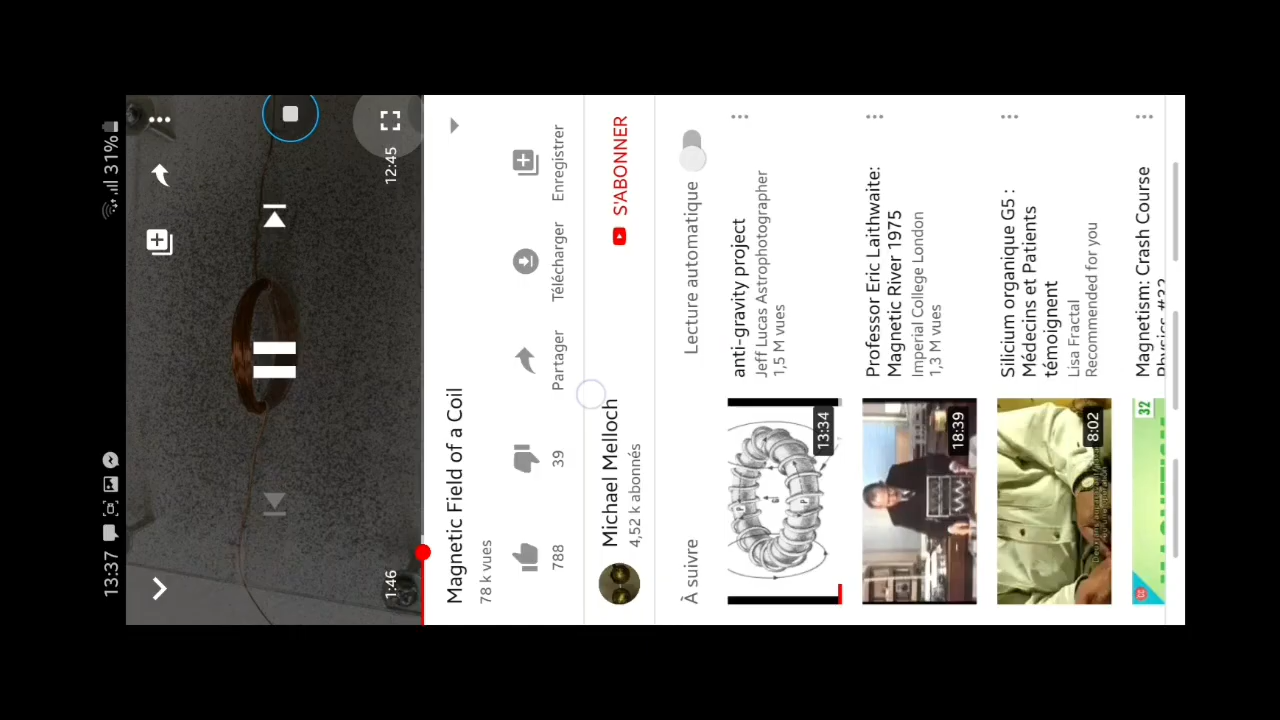 13:37
31%
1:46
12:45
Magnetic Field of a Coil
78 k vues
788
39
Partager
Télécharger
Enregistrer
Michael Melloch
4,52 k abonnés
S'ABONNER
À suivre
Lecture automatique
13:34
anti-gravity project
Jeff Lucas Astrophotographer
1,5 M vues
18:39
Professor Eric Laithwaite:
Magnetic River 1975
Imperial College London
1,3 M vues
8:02
Silicium organique G5 :
Médecins et Patients
témoignent
Lisa Fractal
Recommended for you
32
CC
Magnetism: Crash Course
Physics #32